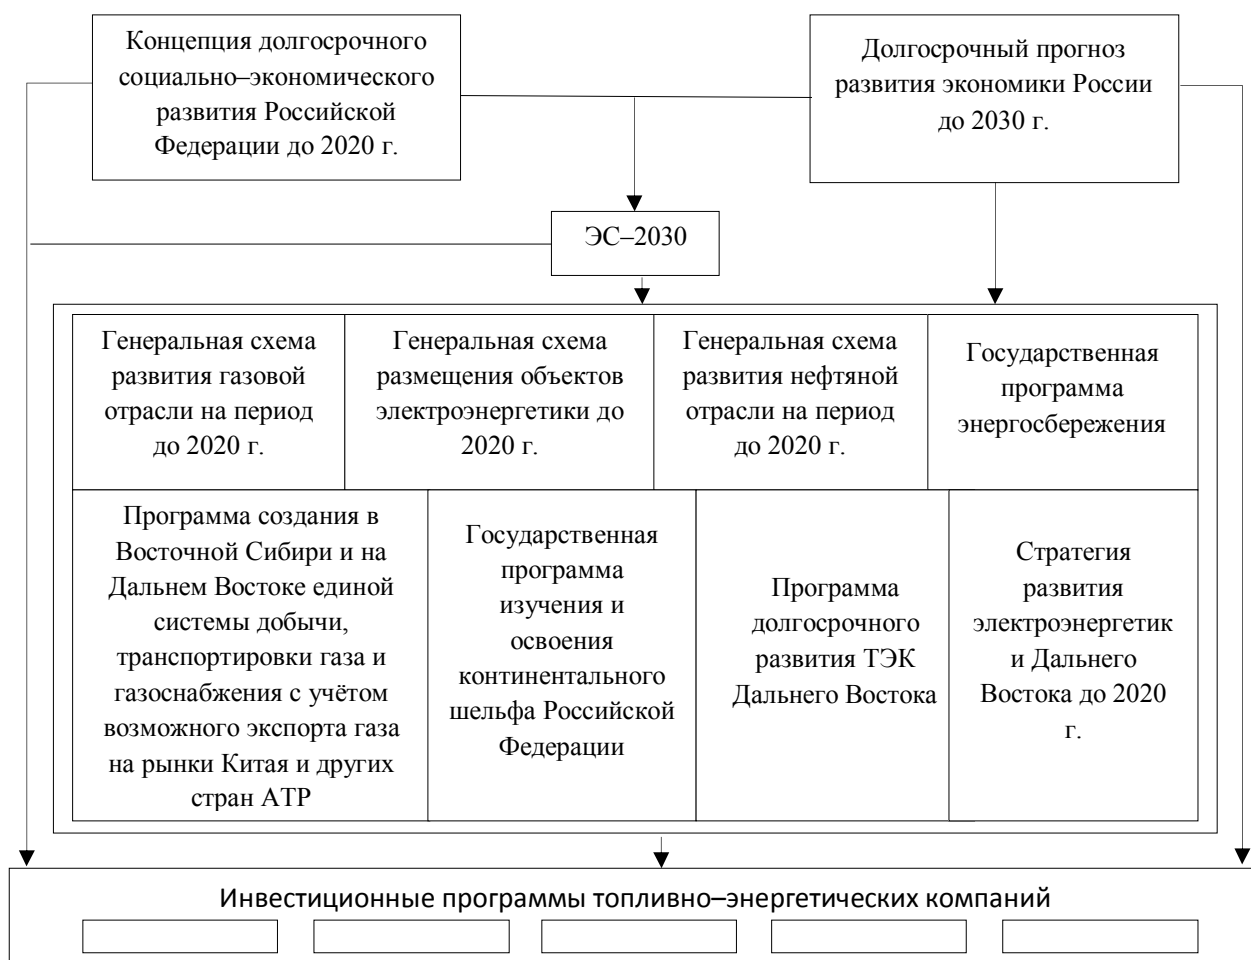 Концепция долгосрочного
социально–экономического
развития Российской
Федерации до 2020 г.
Долгосрочный прогноз
развития экономики России
до 2030 г.
ЭС–2030
Генеральная схема
развития газовой
отрасли на период
до 2020 г.
Генеральная схема
размещения объектов
электроэнергетики до
2020 г.
Генеральная схема
развития нефтяной
отрасли на период
до 2020 г.
Государственная
программа
энергосбережения
Программа создания в
Восточной Сибири и на
Дальнем Востоке единой
системы добычи,
транспортировки газа и
газоснабжения с учётом
возможного экспорта газа
на рынки Китая и других
стран АТР
Государственная
программа
изучения и
освоения
континентального
шельфа Российской
Федерации
Программа
долгосрочного
развития ТЭК
Дальнего Востока
Стратегия
развития
электроэнергетик
и Дальнего
Востока до 2020
г.
Инвестиционные программы топливно–энергетических компаний